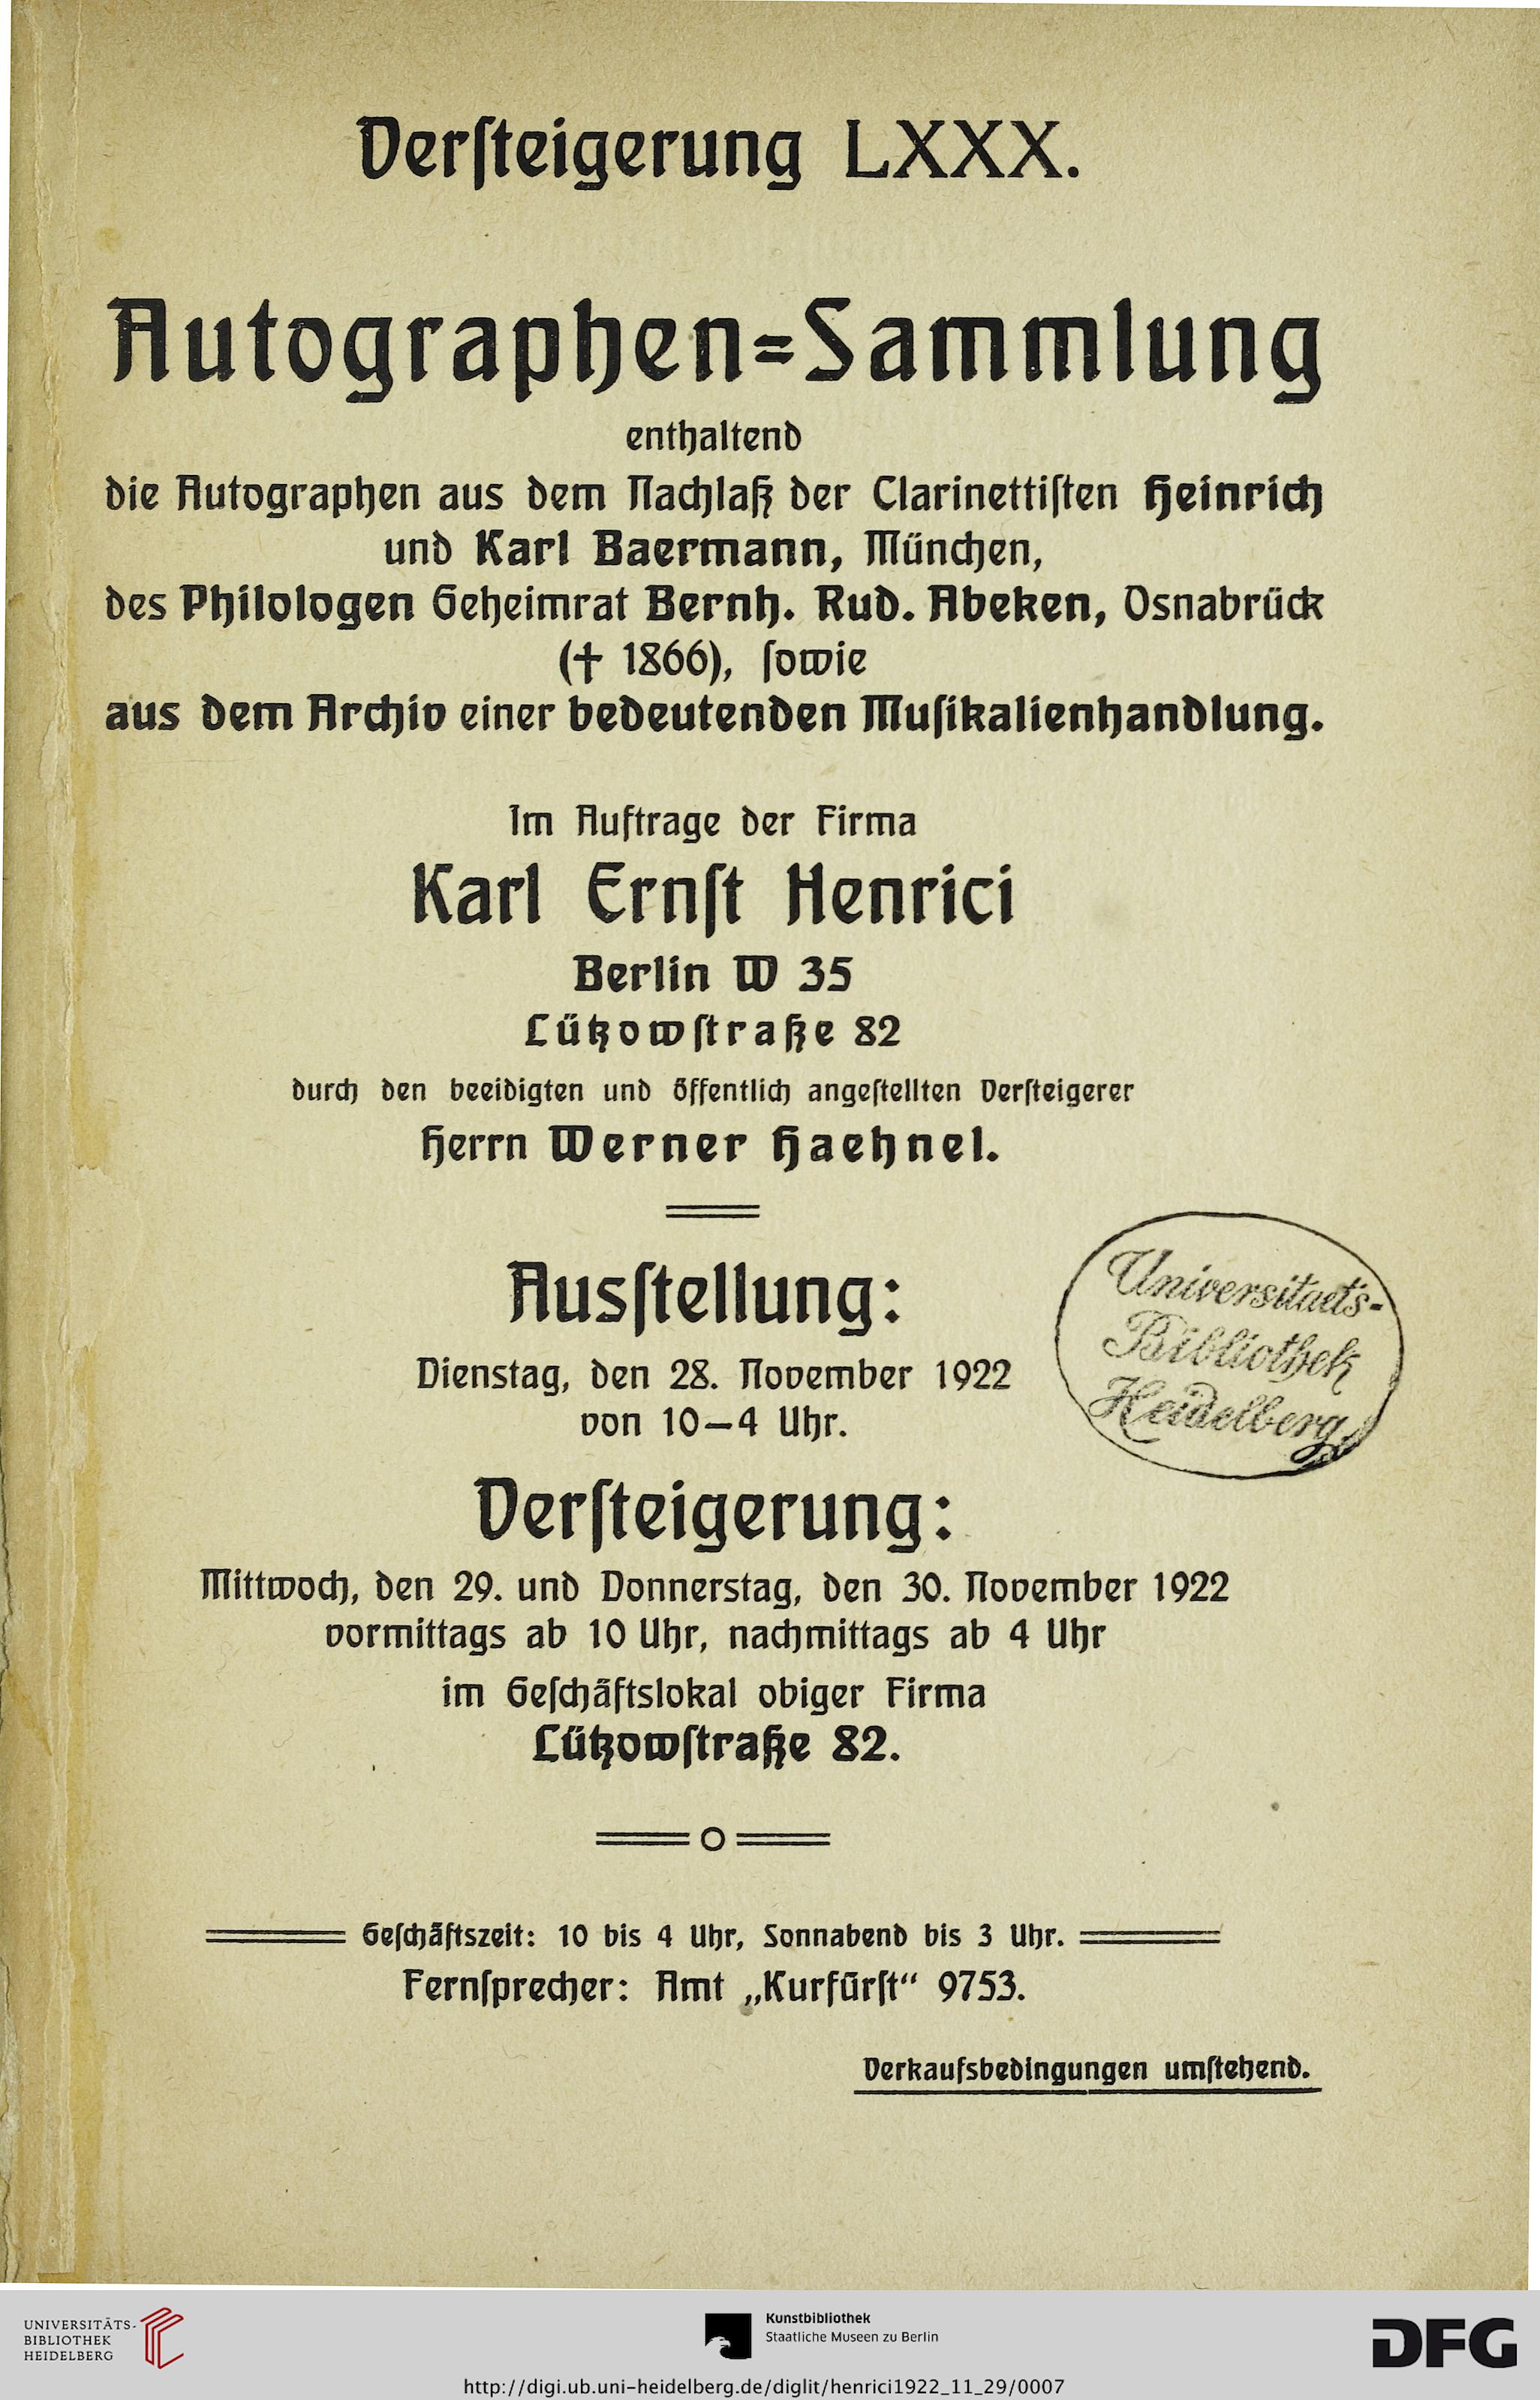 Versteigerung LXXX.
Autographen=Sammlung
enthaltend
die Autographen aus dem Nachlaß der Clarinettisten Heinrich
und Karl Baermann, München,
des Philologen Geheimrat Bernh. Rud. Abeken, Osnabrück
(† 1866), sowie
aus dem Archiv einer bedeutenden Musikalienhandlung.
Im Auftrage der Firma
Karl Ernst Henrici
Berlin W 35
Lützowstraße 82
durch den beeidigten und öffentlich angestellten Versteigerer
Herrn Werner Haehnel.
Ausstellung:
Dienstag, den 28. November 1922
von 10—4 Uhr.
Universitaets-
Bibliothek
Heidelberg
Versteigerung:
Mittwoch, den 29. und Donnerstag, den 30. November 1922
vormittags ab 10 Uhr, nachmittags ab 4 Uhr
im Geschäftslokal obiger Firma
Lützowstraße 82.
Geschäftszeit: 10 bis 4 Uhr, Sonnabend bis 3 Uhr.
Fernsprecher: Amt „Kurfürst“ 9753.
Verkaufsbedingungen umstehend.
UNIVERSITÄTS-
BIBLIOTHEK
HEIDELBERG
Kunstbibliothek
Staatliche Museen zu Berlin
DFG
http://digi.ub.uni-heidelberg.de/diglit/henrici1922_11_29/0007